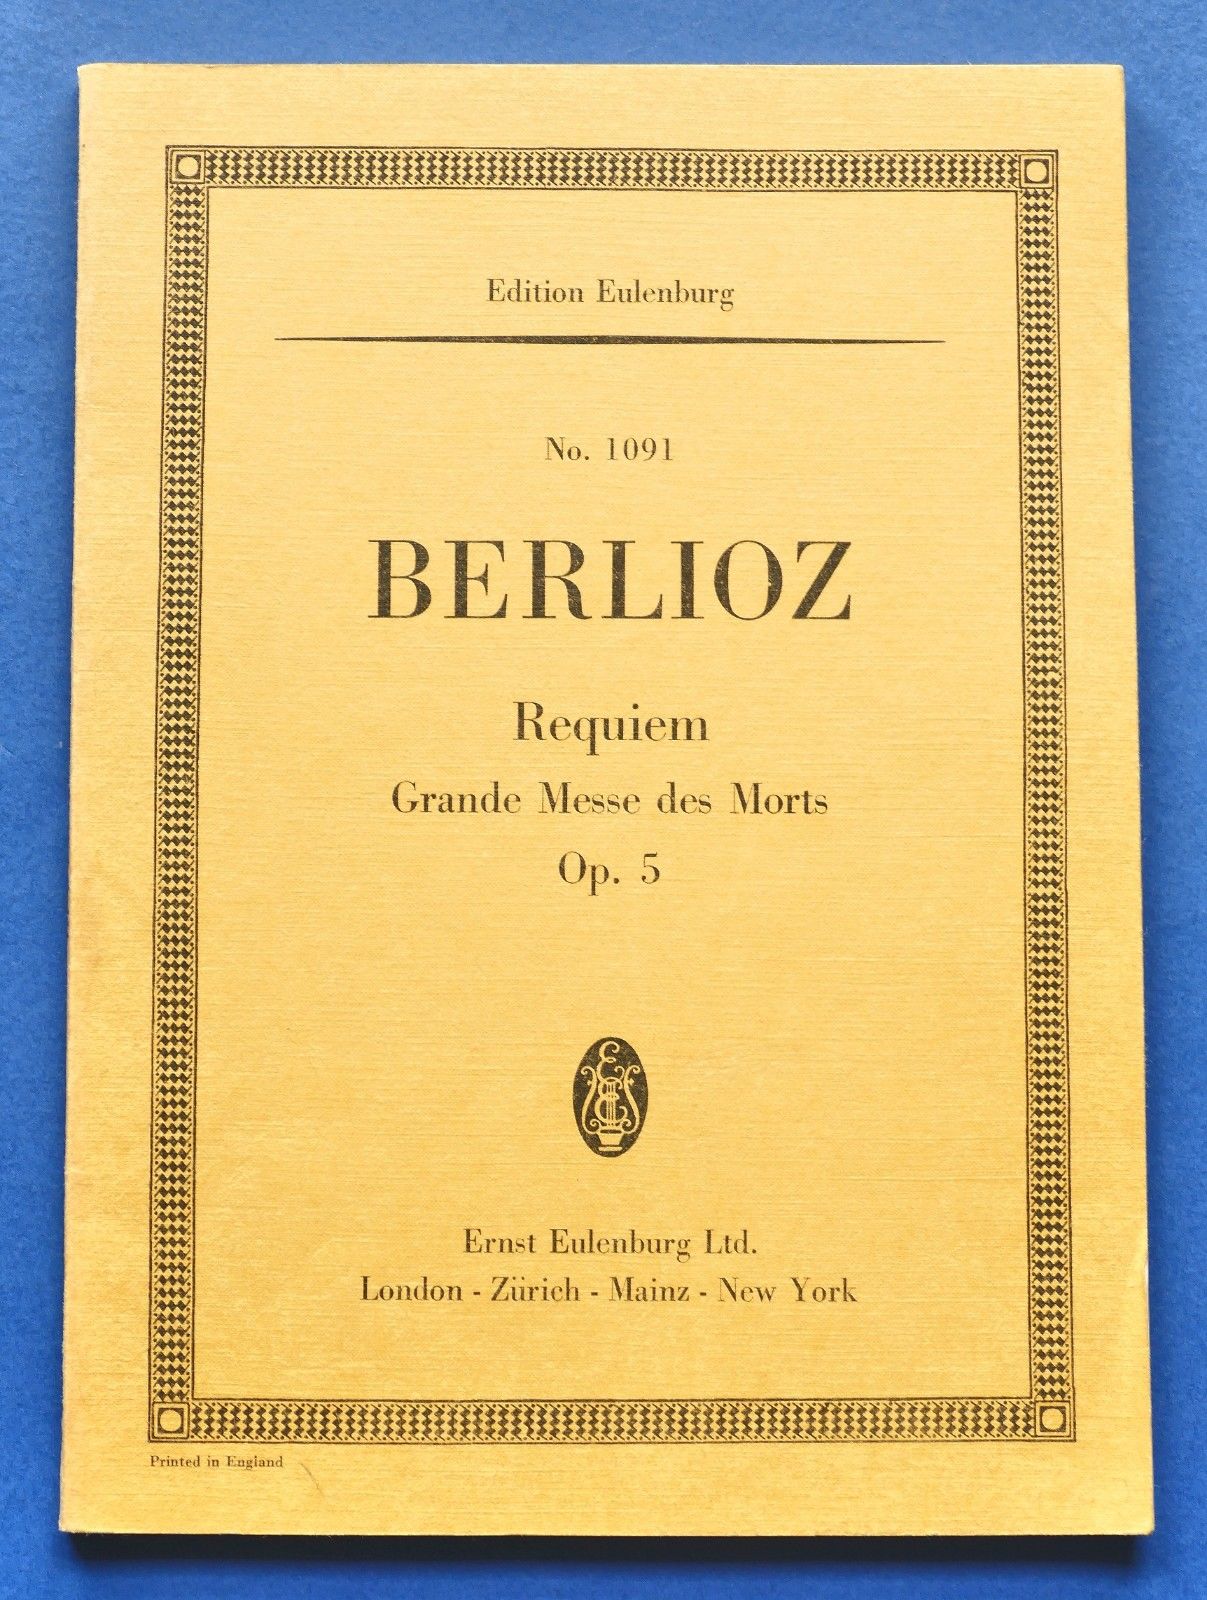 Edition Eulenburg
No. 1091
BERLIOZ
Requiem
Grande Messe des Morts
Op. 5
Ernst Eulenburg Ltd.
London - Zürich - Mainz - New York
Printed in England